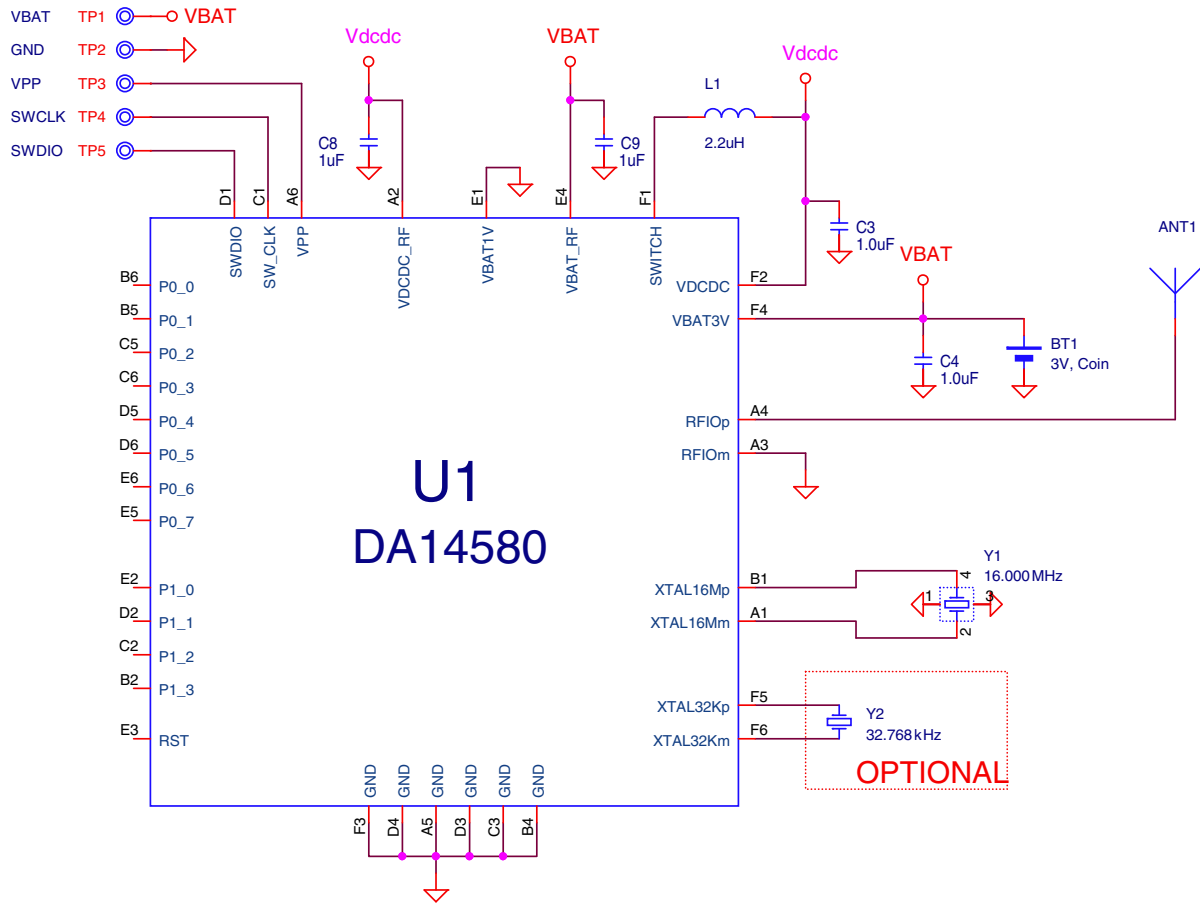 VBAT TP1 VBAT
GND TP2
VPP TP3
SWCLK TP4
SWDIO TP5
Vdcdc
VBAT
Vdcdc
L1
2.2uH
C8
1uF
C9
1uF
D1
C1
A6
A2
E1
E4
F1
SWDIO
SW_CLK
VPP
VDCDC_RF
VBAT1V
VBAT_RF
SWITCH
C3
1.0uF
ANT1
VBAT
B6 P0_0
B5 P0_1
C5 P0_2
C6 P0_3
D5 P0_4
D6 P0_5
E6 P0_6
E5 P0_7
E2 P1_0
D2 P1_1
C2 P1_2
B2 P1_3
E3 RST
U1
DA14580
VDCDC F2
VBAT3V F4
C4
1.0uF
BT1
3V, Coin
RFIOp A4
RFIOm A3
XTAL16Mp B1
XTAL16Mm A1
Y1
16.000MHz
4
1
3
2
XTAL32Kp F5
XTAL32Km F6
Y2
32.768kHz
OPTIONAL
GND
GND
GND
GND
GND
GND
F3
D4
A5
D3
C3
B4